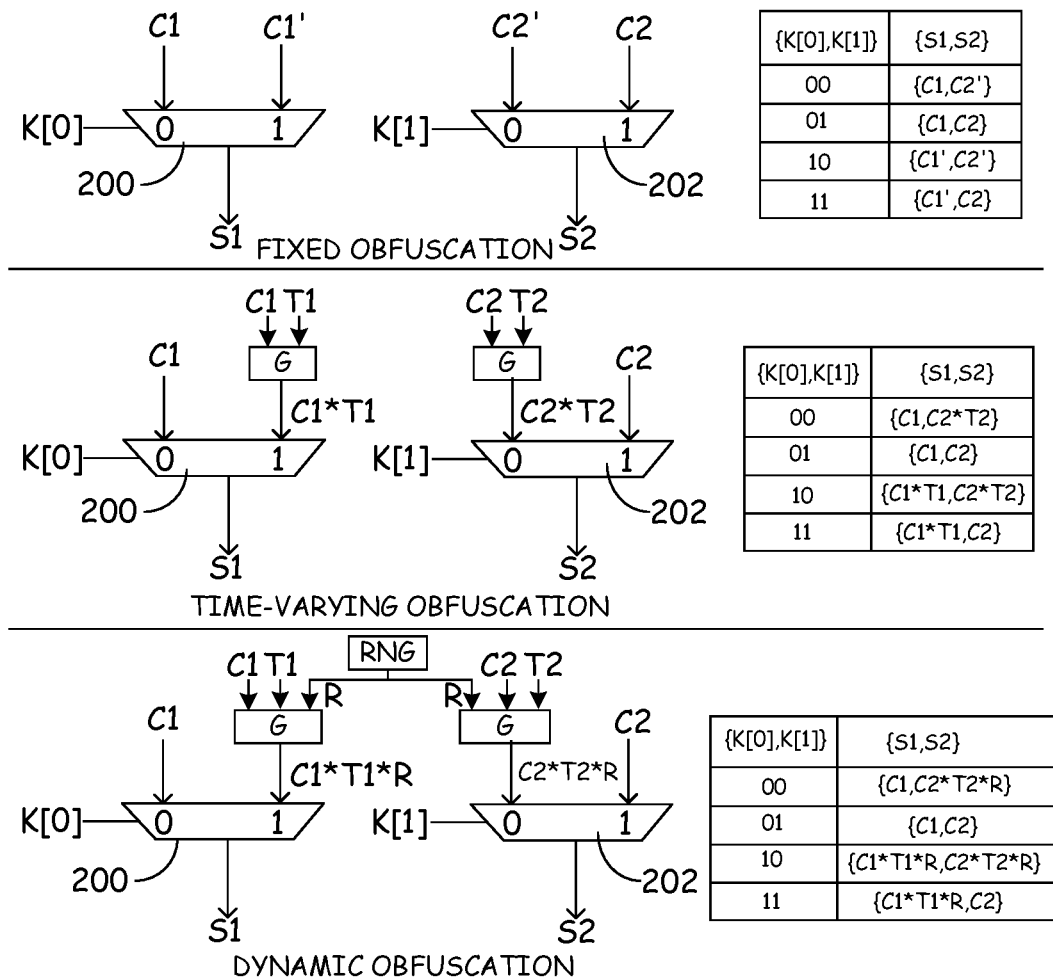 C1 C1' C2' C2
K[0] 0 1 K[1] 0 1
200 202
S1 S2
FIXED OBFUSCATION
{K[0],K[1]} {S1,S2}
00 {C1,C2'}
01 {C1,C2}
10 {C1',C2'}
11 {C1',C2}
C1 T1 C2 T2
C1 G G C2
C1*T1 C2*T2
K[0] 0 1 K[1] 0 1
200 202
S1 S2
TIME-VARYING OBFUSCATION
{K[0],K[1]} {S1,S2}
00 {C1,C2*T2}
01 {C1,C2}
10 {C1*T1,C2*T2}
11 {C1*T1,C2}
RNG
C1 T1 R R C2 T2
C1 G G C2
C1*T1*R C2*T2*R
K[0] 0 1 K[1] 0 1
200 202
S1 S2
DYNAMIC OBFUSCATION
{K[0],K[1]} {S1,S2}
00 {C1,C2*T2*R}
01 {C1,C2}
10 {C1*T1*R,C2*T2*R}
11 {C1*T1*R,C2}